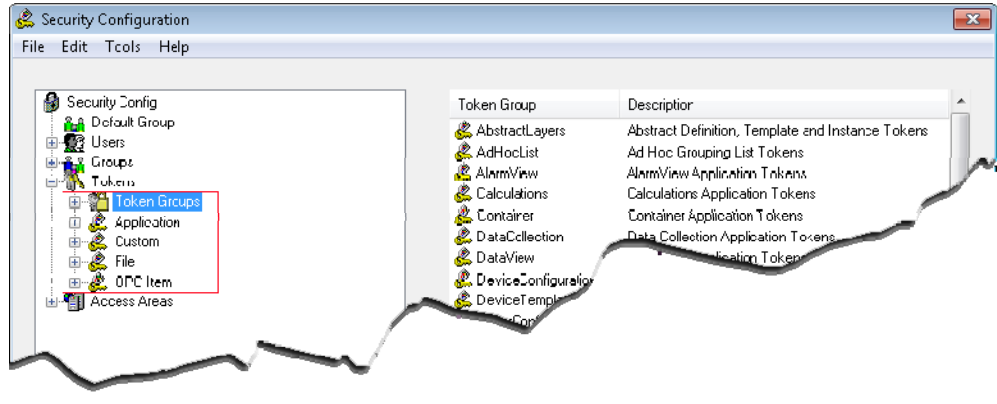 Security Configuration
File Edit Tools Help
Security Config
Default Group
Users
Groups
Tokens
Token Groups
Application
Custom
File
OPC Item
Access Areas
Token Group Description
AbstractLayers Abstract Definition, Template and Instance Tokens
AdHocList Ad Hoc Grouping List Tokens
AlarmView AlarmView Application Tokens
Calculations Calculations Application Tokens
Container Container Application Tokens
DataCollection Data Collection Application Tokens
DataView Token
DeviceConfiguration